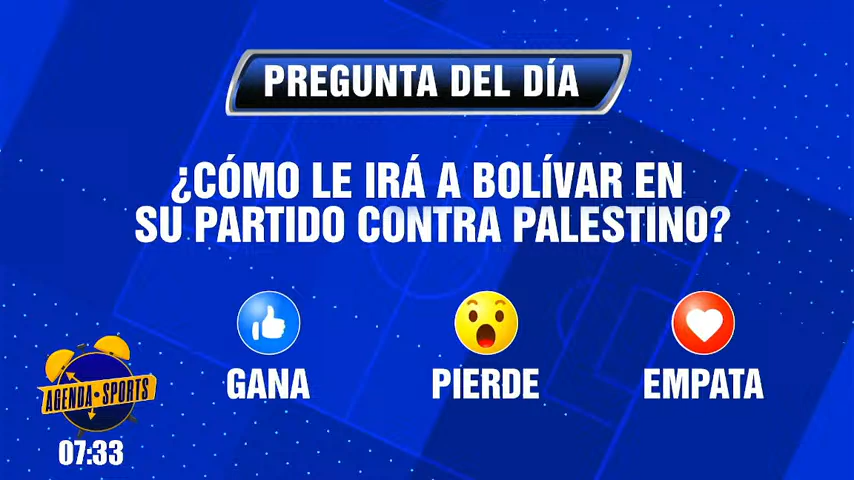 PREGUNTA DEL DÍA
¿CÓMO LE IRÁ A BOLÍVAR EN
SU PARTIDO CONTRA PALESTINO?
GANA
PIERDE
EMPATA
AGENDA•SPORTS
07:33